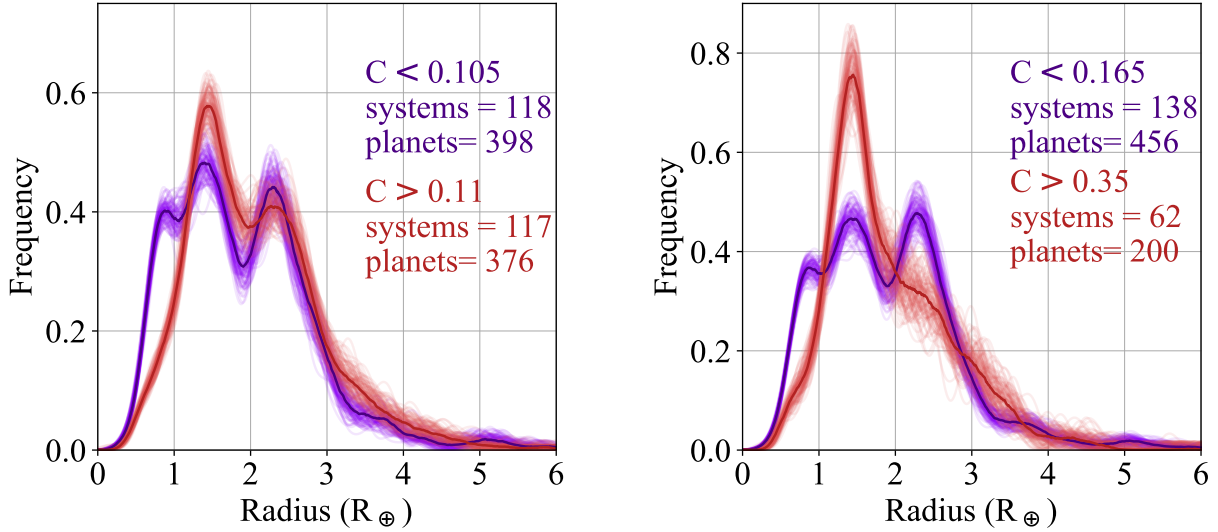 0.6
0.4
0.2
0.0
Frequency
C < 0.105
systems = 118
planets= 398
C > 0.11
systems = 117
planets= 376
0 1 2 3 4 5 6
Radius (R⊕)
0.8
0.6
0.4
0.2
0.0
Frequency
C < 0.165
systems = 138
planets= 456
C > 0.35
systems = 62
planets= 200
0 1 2 3 4 5 6
Radius (R⊕)